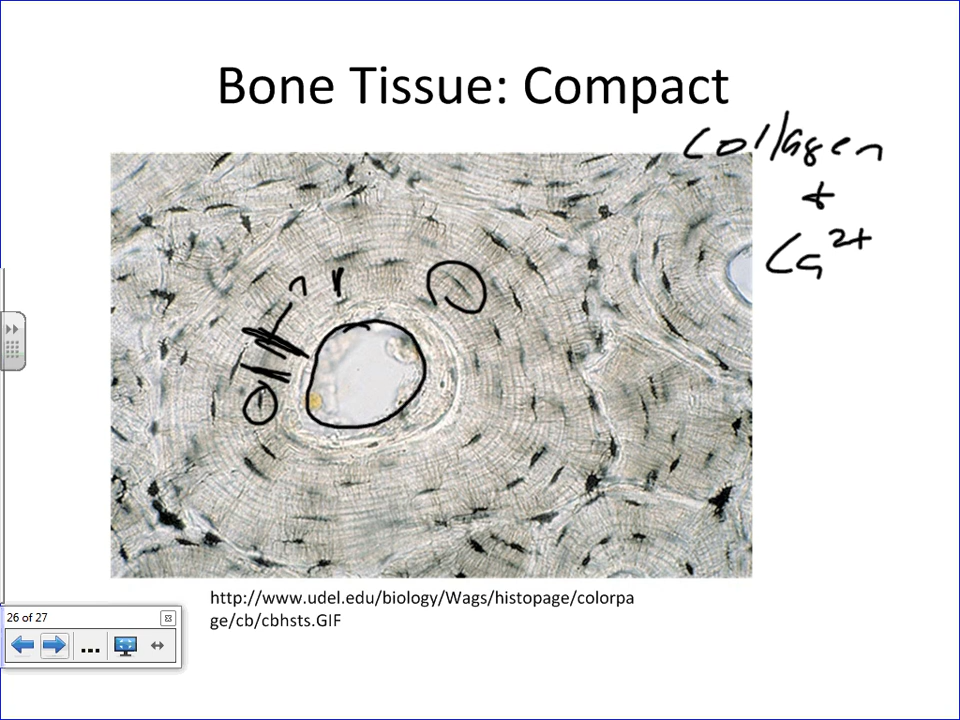 Bone Tissue: Compact
Collagen
+
Ca2+
http://www.udel.edu/biology/Wags/histopage/colorpa
ge/cb/cbhsts.GIF
26 of 27
...